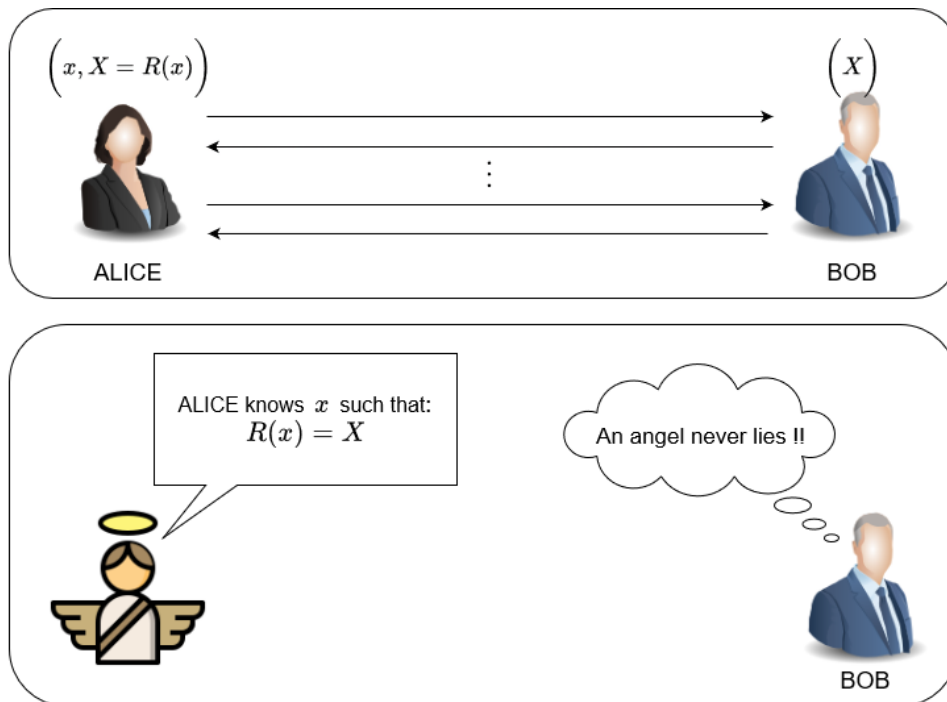 (x, X = R(x))
(X)
⋮
ALICE
BOB
ALICE knows x such that:
R(x) = X
An angel never lies !!
BOB